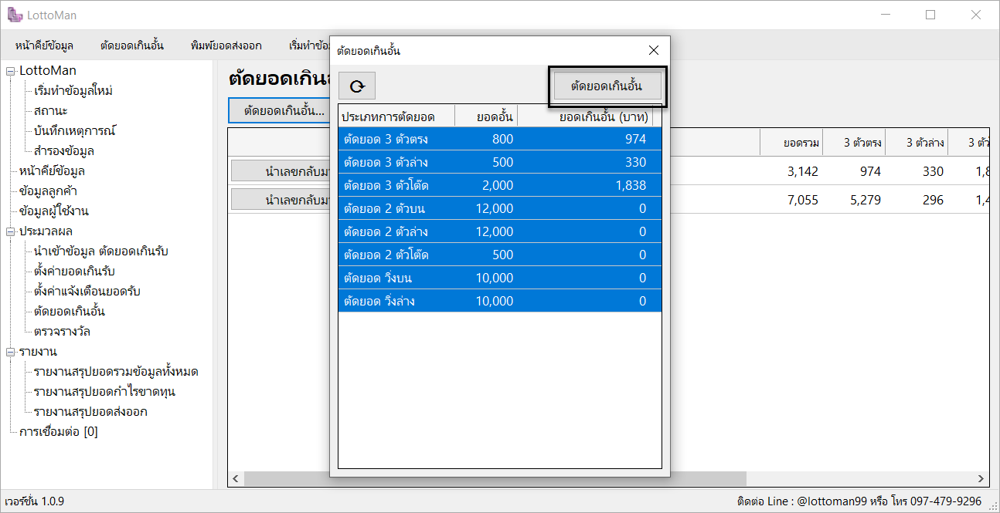 LottoMan
หน้าคีย์ข้อมูล ตัดยอดเกินอั้น พิมพ์ยอดส่งออก เริ่มทำข้อ
LottoMan
เริ่มทำข้อมูลใหม่
สถานะ
บันทึกเหตุการณ์
สำรองข้อมูล
หน้าคีย์ข้อมูล
ข้อมูลลูกค้า
ข้อมูลผู้ใช้งาน
ประมวลผล
นำเข้าข้อมูล ตัดยอดเกินรับ
ตั้งค่ายอดเกินรับ
ตั้งค่าแจ้งเตือนยอดรับ
ตัดยอดเกินอั้น
ตรวจรางวัล
รายงาน
รายงานสรุปยอดรวมข้อมูลทั้งหมด
รายงานสรุปยอดกำไรขาดทุน
รายงานสรุปยอดส่งออก
การเชื่อมต่อ [0]
ตัดยอดเกินอ
ตัดยอดเกินอั้น...
ยอดรวม 3 ตัวตรง 3 ตัวล่าง 3 ตัว
นำเลขกลับม 3,142 974 330 1,8
นำเลขกลับม 7,055 5,279 296 1,4
ตัดยอดเกินอั้น
ตัดยอดเกินอั้น
ประเภทการตัดยอด ยอดอั้น ยอดเกินอั้น (บาท)
ตัดยอด 3 ตัวตรง 800 974
ตัดยอด 3 ตัวล่าง 500 330
ตัดยอด 3 ตัวโต๊ด 2,000 1,838
ตัดยอด 2 ตัวบน 12,000 0
ตัดยอด 2 ตัวล่าง 12,000 0
ตัดยอด 2 ตัวโต๊ด 500 0
ตัดยอด วิ่งบน 10,000 0
ตัดยอด วิ่งล่าง 10,000 0
เวอร์ชั่น 1.0.9
ติดต่อ Line : @lottoman99 หรือ โทร 097-479-9296